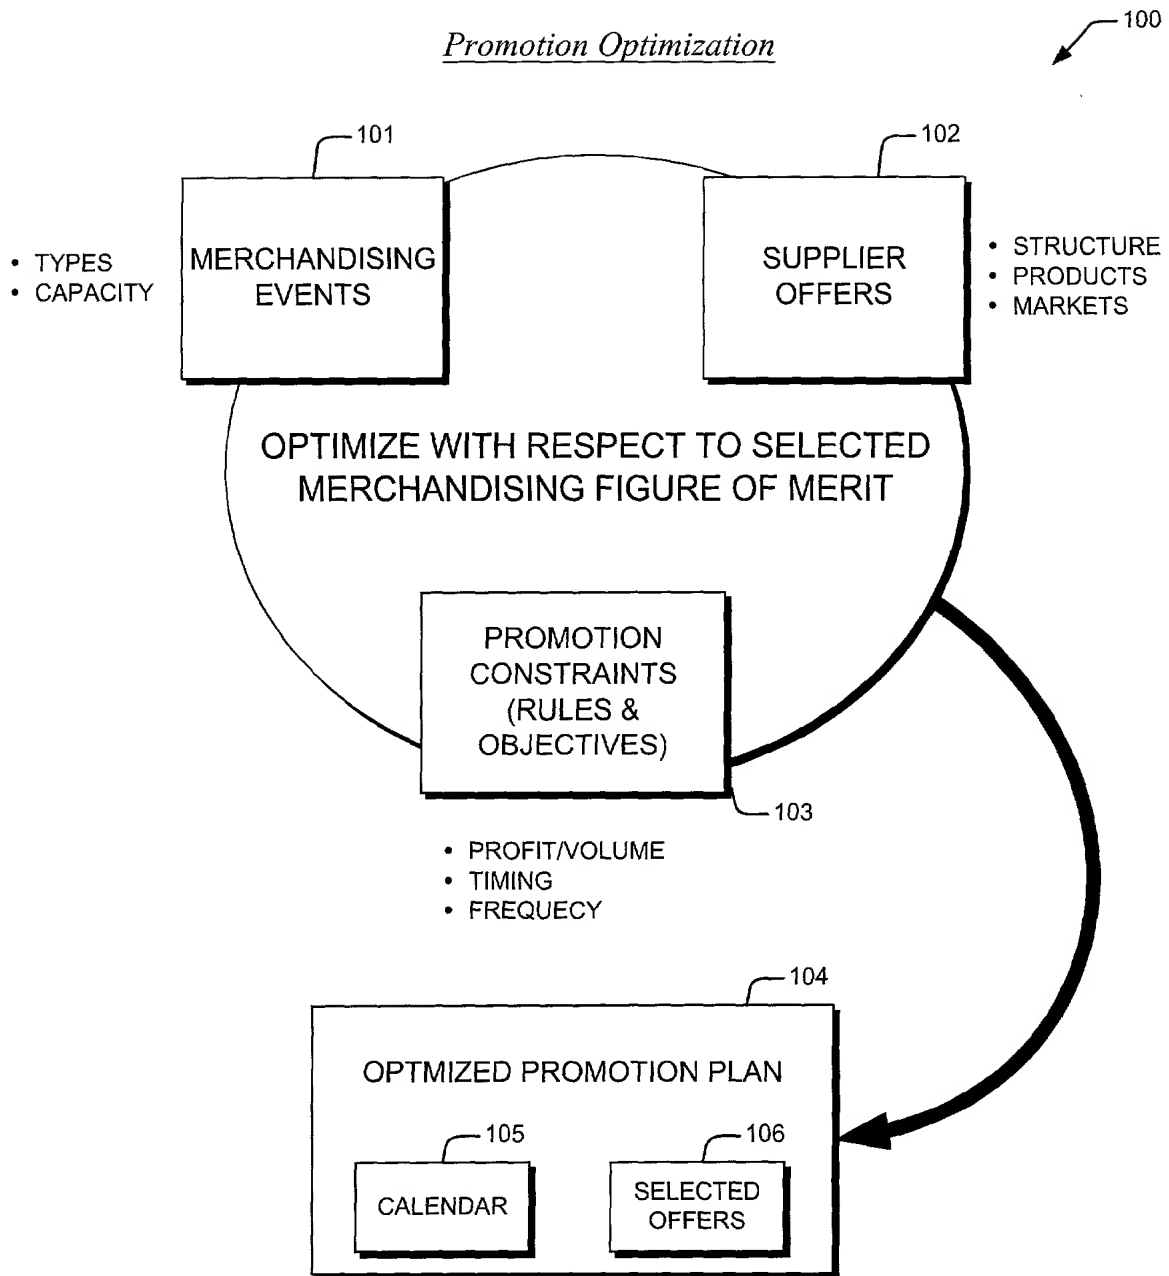 Promotion Optimization
100
101
102
MERCHANDISING
EVENTS
• TYPES
• CAPACITY
SUPPLIER
OFFERS
• STRUCTURE
• PRODUCTS
• MARKETS
OPTIMIZE WITH RESPECT TO SELECTED
MERCHANDISING FIGURE OF MERIT
PROMOTION
CONSTRAINTS
(RULES &
OBJECTIVES)
103
• PROFIT/VOLUME
• TIMING
• FREQUECY
104
OPTMIZED PROMOTION PLAN
105
106
CALENDAR
SELECTED
OFFERS